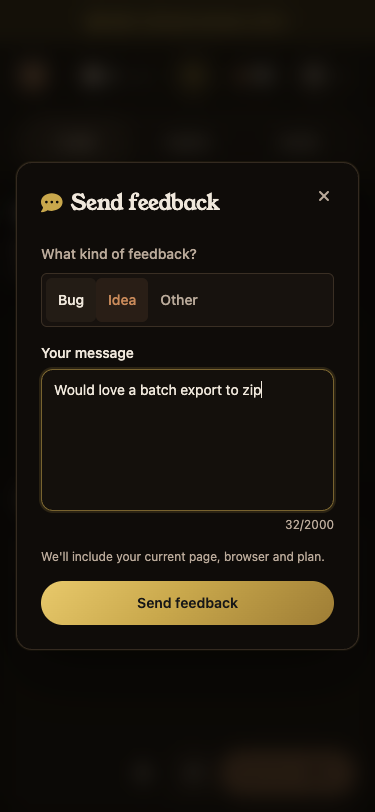 Send feedback
What kind of feedback?
Bug Idea Other
Your message
Would love a batch export to zip
32/2000
We'll include your current page, browser and plan.
Send feedback